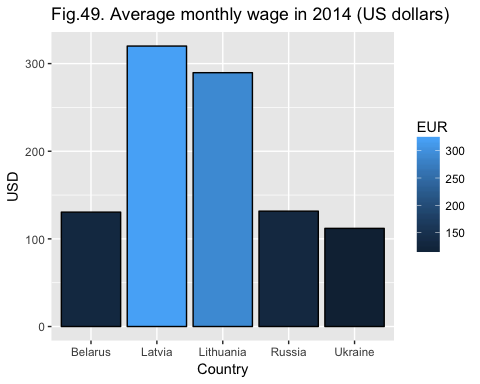 Fig.49. Average monthly wage in 2014 (US dollars)
300
200
100
0
USD
Belarus Latvia Lithuania Russia Ukraine
Country
EUR
300
250
200
150